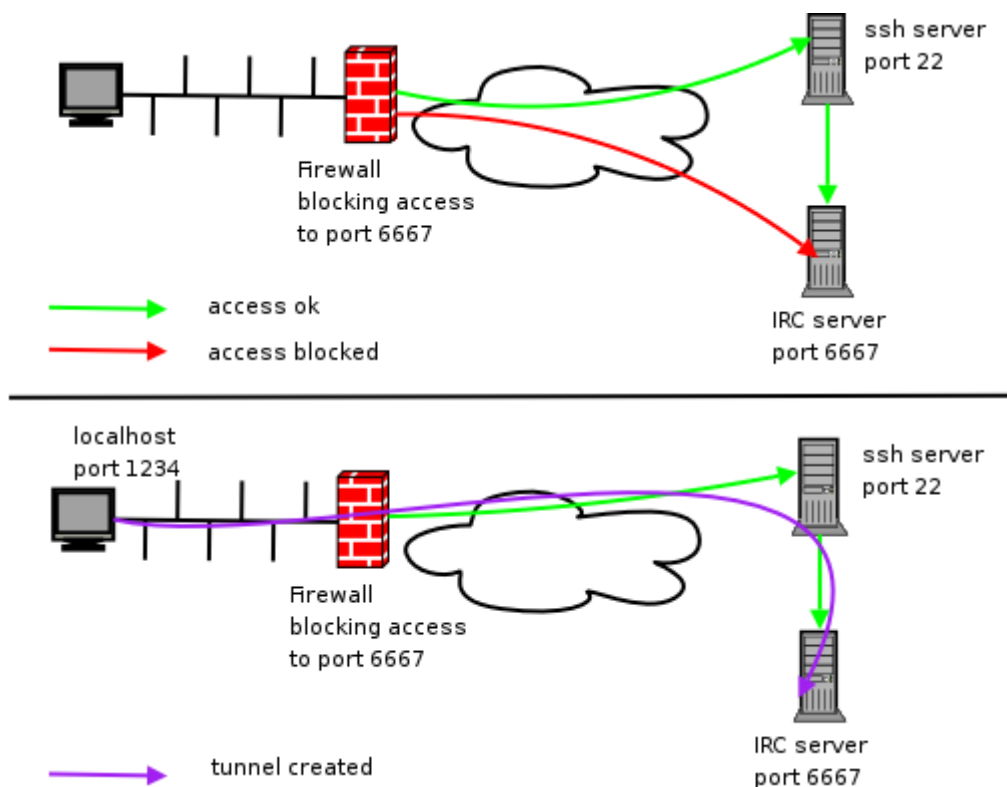 ssh server
port 22
Firewall
blocking access
to port 6667
access ok
access blocked
IRC server
port 6667
localhost
port 1234
ssh server
port 22
Firewall
blocking access
to port 6667
IRC server
port 6667
tunnel created